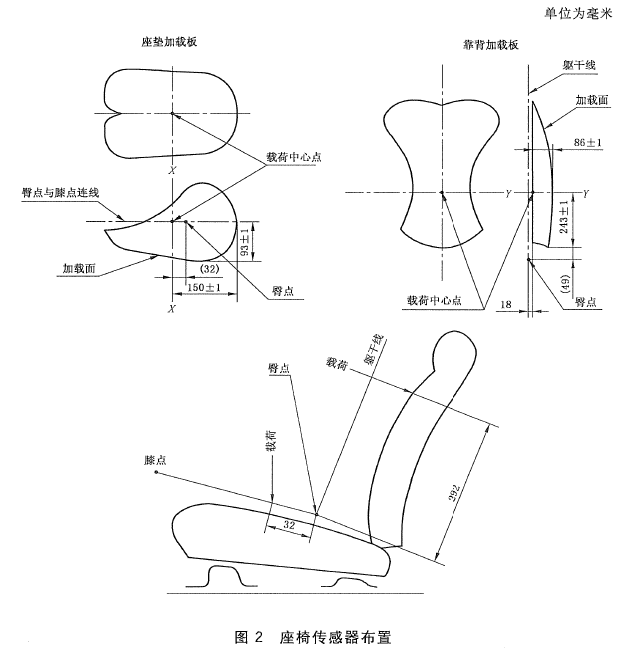 单位为毫米
座垫加载板
靠背加载板
躯干线
加载面
86±1
载荷中心点
X
臀点与膝点连线
Y
Y
93±1
243±1
加载面
(32)
150±1
臀点
X
载荷中心点
18
(49)
臀点
躯干线
载荷
臀点
载荷
膝点
32
392
图 2 座椅传感器布置